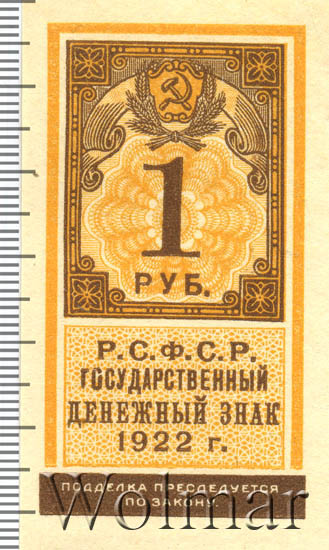 1
РУБ.
Р.С.Ф.С.Р.
ГОСУДАРСТВЕННЫЙ
ДЕНЕЖНЫЙ ЗНАК
1922 г.
ПОДДЕЛКА ПРЕСЛЕДУЕТСЯ
ПО ЗАКОНУ.
Wolmar